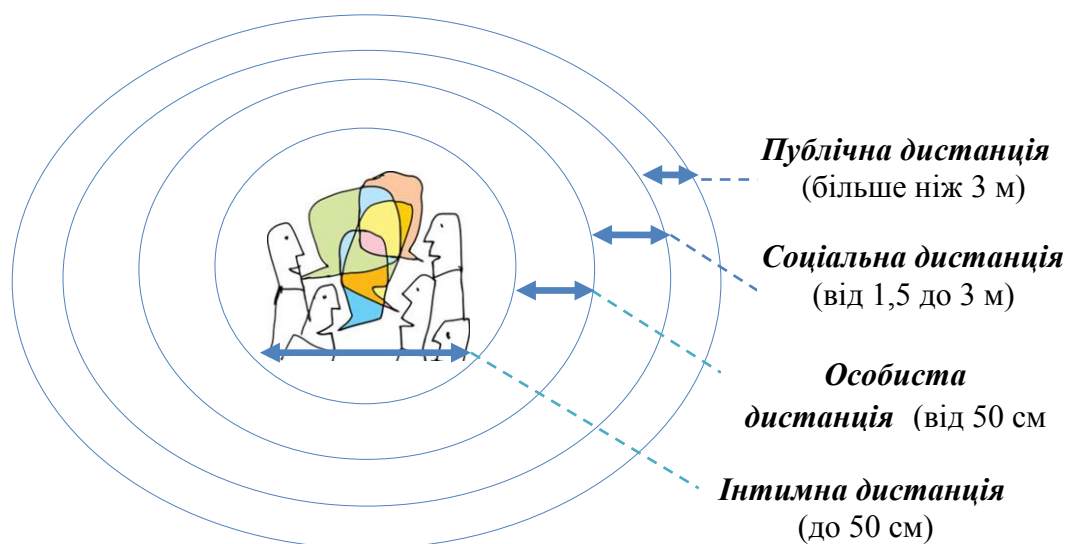 Публічна дистанція
(більше ніж 3 м)
Соціальна дистанція
(від 1,5 до 3 м)
Особиста
дистанція (від 50 см
Інтимна дистанція
(до 50 см)